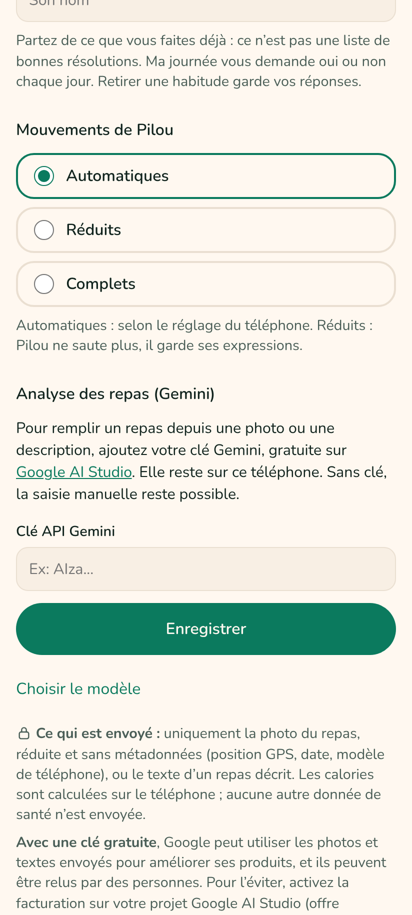 Son nom
Partez de ce que vous faites déjà : ce n’est pas une liste de
bonnes résolutions. Ma journée vous demande oui ou non
chaque jour. Retirer une habitude garde vos réponses.
Mouvements de Pilou
Automatiques
Réduits
Complets
Automatiques : selon le réglage du téléphone. Réduits :
Pilou ne saute plus, il garde ses expressions.
Analyse des repas (Gemini)
Pour remplir un repas depuis une photo ou une
description, ajoutez votre clé Gemini, gratuite sur
Google AI Studio. Elle reste sur ce téléphone. Sans clé,
la saisie manuelle reste possible.
Clé API Gemini
Ex: AIza...
Enregistrer
Choisir le modèle
Ce qui est envoyé : uniquement la photo du repas,
réduite et sans métadonnées (position GPS, date, modèle
de téléphone), ou le texte d’un repas décrit. Les calories
sont calculées sur le téléphone ; aucune autre donnée de
santé n’est envoyée.
Avec une clé gratuite, Google peut utiliser les photos et
textes envoyés pour améliorer ses produits, et ils peuvent
être relus par des personnes. Pour l’éviter, activez la
facturation sur votre projet Google AI Studio (offre